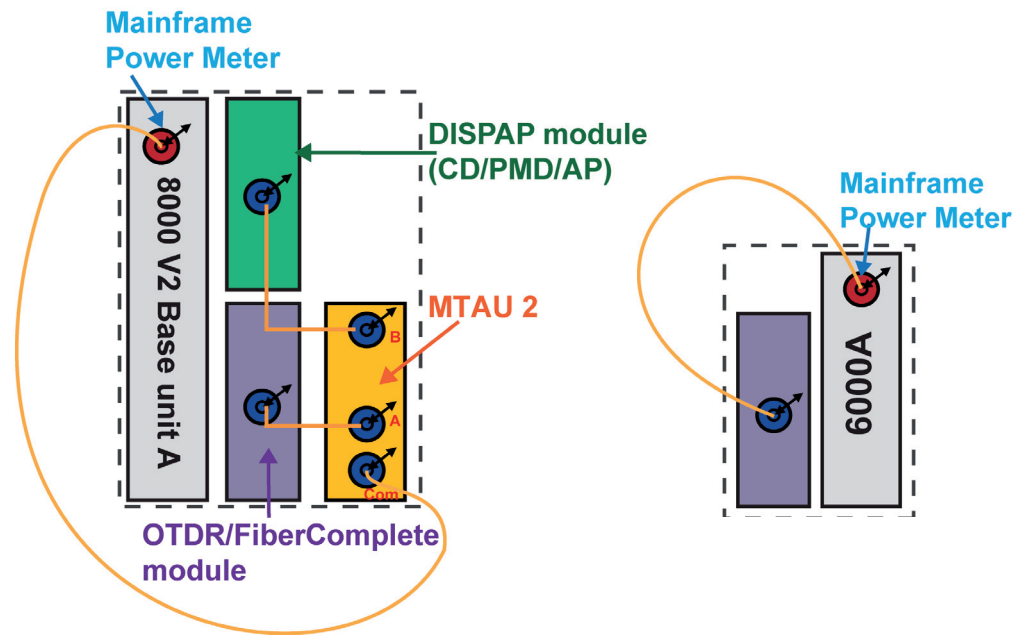 Mainframe
Power Meter
8000 V2 Base unit A
DISPAP module
(CD/PMD/AP)
MTAU 2
B
A
Com
OTDR/FiberComplete
module
Mainframe
Power Meter
6000A